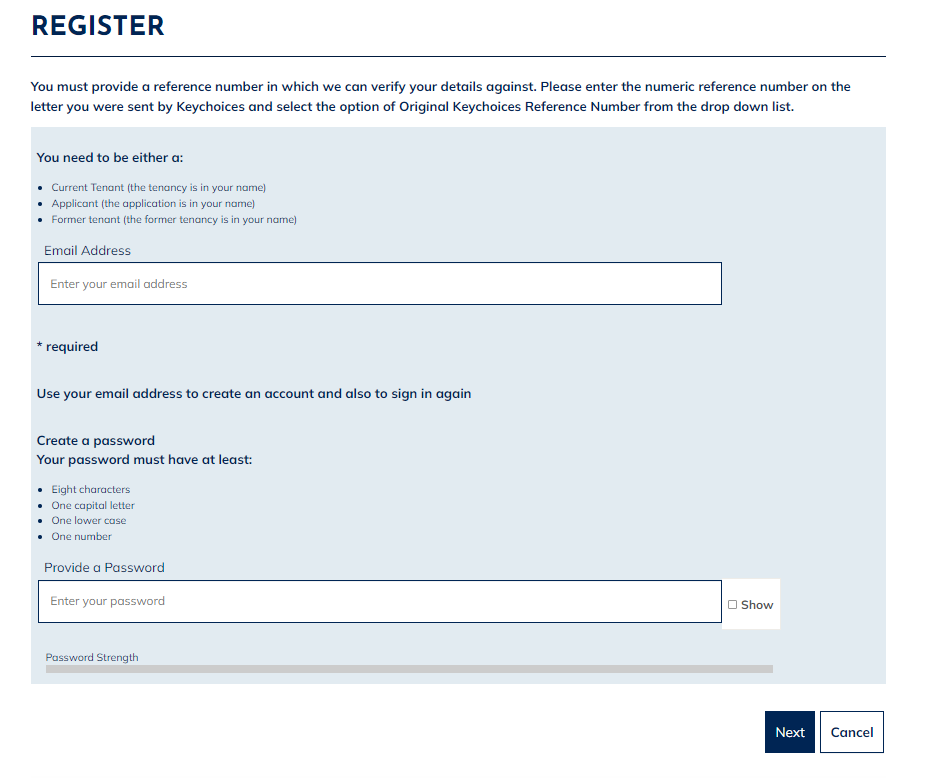 REGISTER
You must provide a reference number in which we can verify your details against. Please enter the numeric reference number on the
letter you were sent by Keychoices and select the option of Original Keychoices Reference Number from the drop down list.
You need to be either a:
Current Tenant (the tenancy is in your name)
Applicant (the application is in your name)
Former tenant (the former tenancy is in your name)
Email Address
Enter your email address
* required
Use your email address to create an account and also to sign in again
Create a password
Your password must have at least:
Eight characters
One capital letter
One lower case
One number
Provide a Password
Enter your password
Show
Password Strength
Next
Cancel